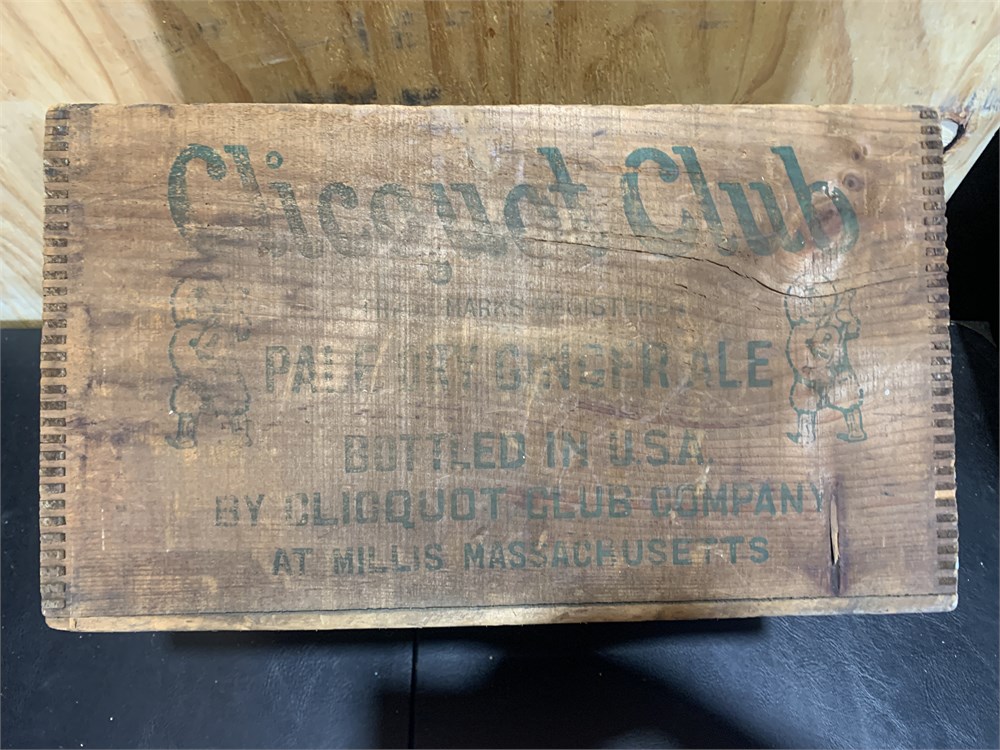 Clicquot Club
TRADE MARKS REGISTERED
PALE DRY GINGER ALE
BOTTLED IN U.S.A.
BY CLICQUOT CLUB COMPANY
AT MILLIS MASSACHUSETTS